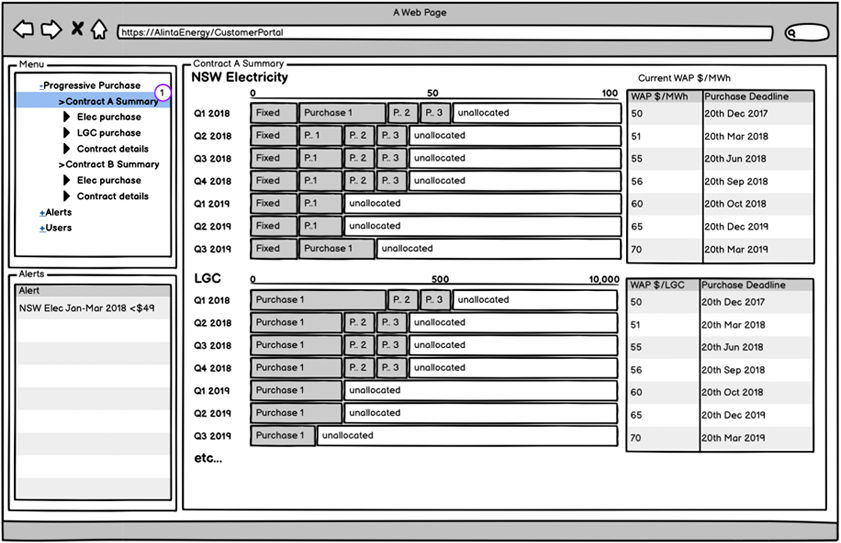 A Web Page
https://AlintaEnergy/CustomerPortal
Menu
-Progressive Purchase
1
>Contract A Summary
Elec purchase
LGC purchase
Contract details
>Contract B Summary
Elec purchase
Contract details
+Alerts
+Users
Alerts
Alert
NSW Elec Jan-Mar 2018 <$49
Contract A Summary
NSW Electricity
0 50 100
Q1 2018 Fixed Purchase 1 P.. 2 P.. 3 unallocated
Q2 2018 Fixed P.. 1 P.. 2 P.. 3 unallocated
Q3 2018 Fixed P..1 P.. 2 P.. 3 unallocated
Q4 2018 Fixed P..1 P.. 2 P.. 3 unallocated
Q1 2019 Fixed P..1 unallocated
Q2 2019 Fixed P..1 unallocated
Q3 2019 Fixed Purchase 1 unallocated
Current WAP $/MWh
WAP $/MWh Purchase Deadline
50 20th Dec 2017
51 20th Mar 2018
55 20th Jun 2018
56 20th Sep 2018
60 20th Oct 2018
65 20th Dec 2019
70 20th Mar 2019
LGC
0 500 10,000
Q1 2018 Purchase 1 P.. 2 P.. 3 unallocated
Q2 2018 Purchase 1 P.. 2 P.. 3 unallocated
Q3 2018 Purchase 1 P.. 2 P.. 3 unallocated
Q4 2018 Purchase 1 P.. 2 P.. 3 unallocated
Q1 2019 Purchase 1 unallocated
Q2 2019 Purchase 1 unallocated
Q3 2019 Purchase 1 unallocated
etc...
WAP $/LGC Purchase Deadline
50 20th Dec 2017
51 20th Mar 2018
55 20th Jun 2018
56 20th Sep 2018
60 20th Oct 2018
65 20th Dec 2019
70 20th Mar 2019